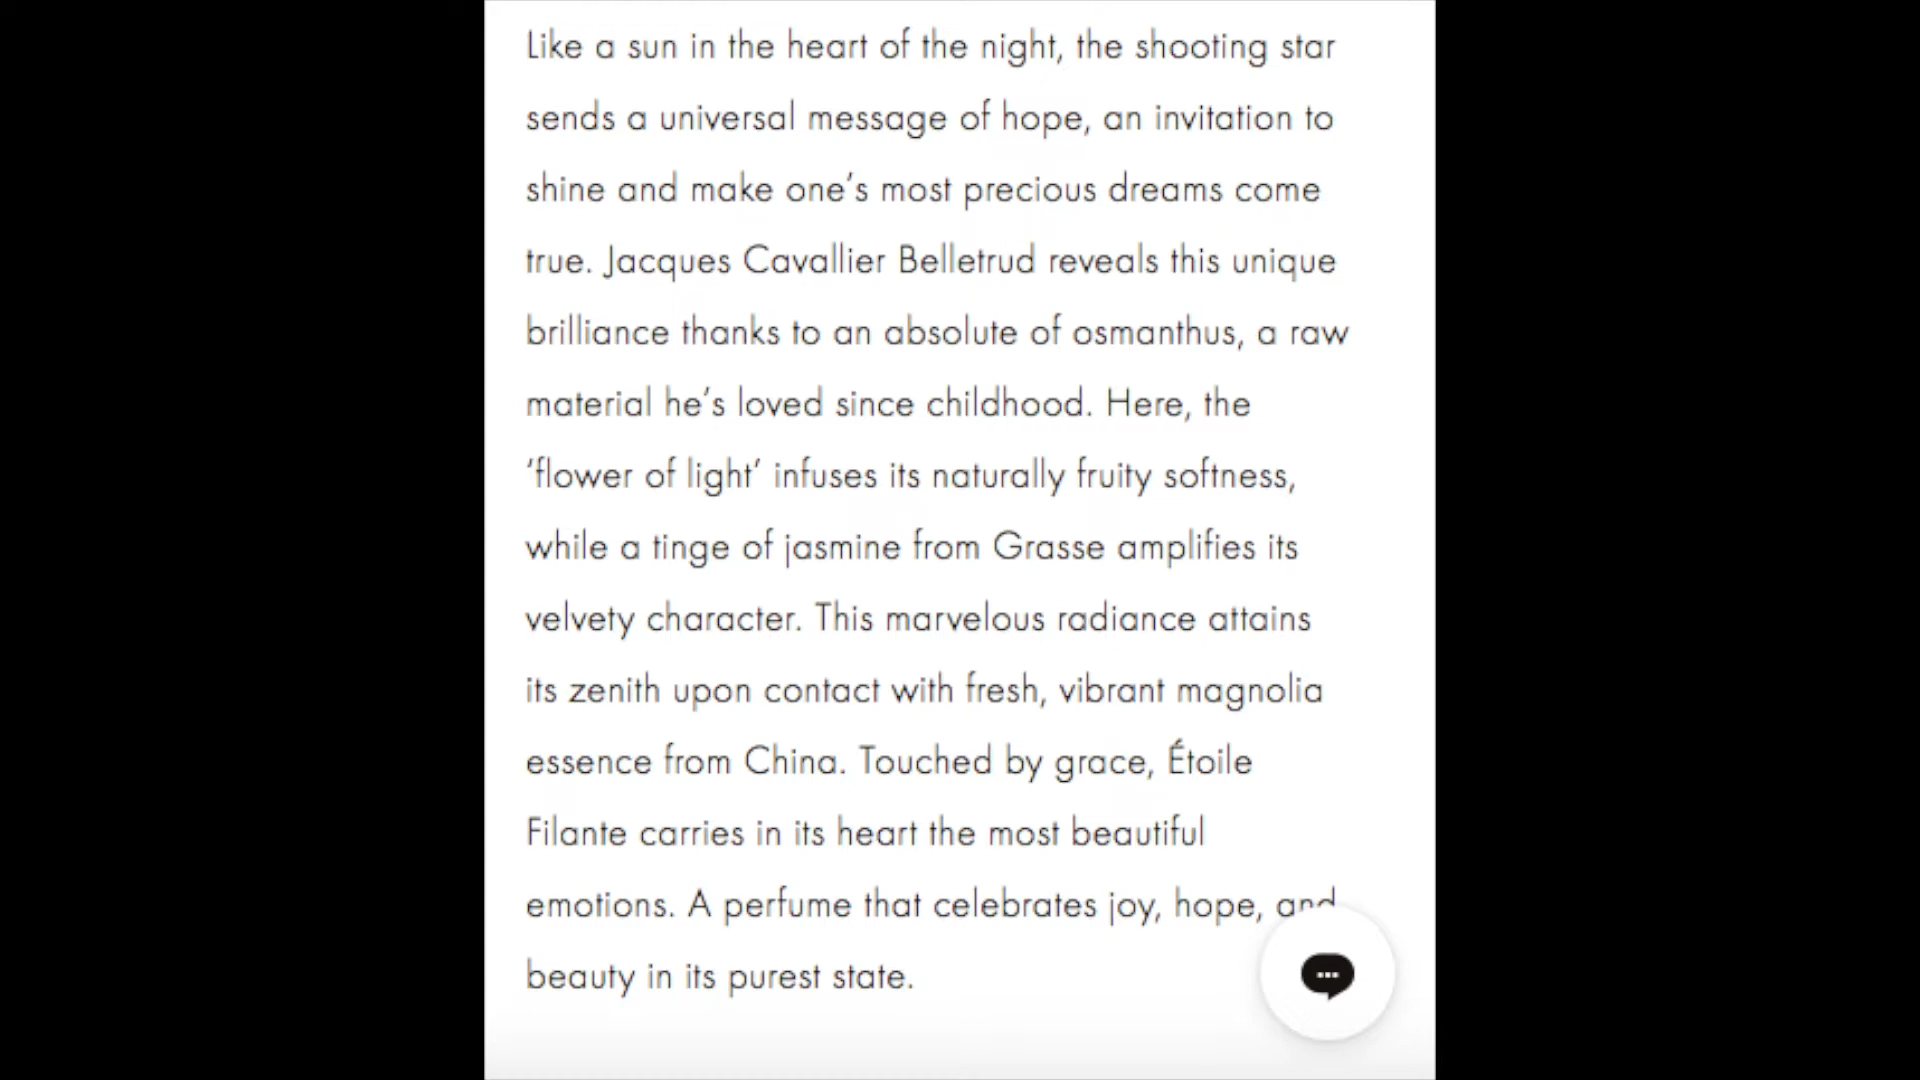 Like a sun in the heart of the night, the shooting star
sends a universal message of hope, an invitation to
shine and make one’s most precious dreams come
true. Jacques Cavallier Belletrud reveals this unique
brilliance thanks to an absolute of osmanthus, a raw
material he’s loved since childhood. Here, the
‘flower of light’ infuses its naturally fruity softness,
while a tinge of jasmine from Grasse amplifies its
velvety character. This marvelous radiance attains
its zenith upon contact with fresh, vibrant magnolia
essence from China. Touched by grace, Étoile
Filante carries in its heart the most beautiful
emotions. A perfume that celebrates joy, hope, and
beauty in its purest state.